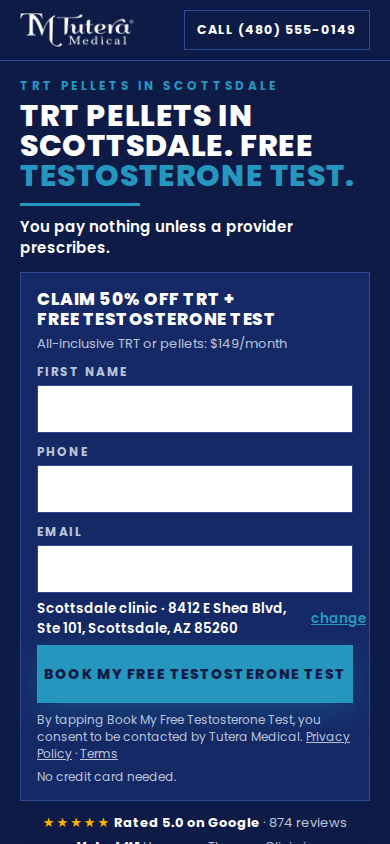 Tutera®
Medical
CALL (480) 555-0149
TRT PELLETS IN SCOTTSDALE
TRT PELLETS IN
SCOTTSDALE. FREE
TESTOSTERONE TEST.
You pay nothing unless a provider
prescribes.
CLAIM 50% OFF TRT +
FREE TESTOSTERONE TEST
All-inclusive TRT or pellets: $149/month
FIRST NAME
PHONE
EMAIL
Scottsdale clinic · 8412 E Shea Blvd,
Ste 101, Scottsdale, AZ 85260
change
BOOK MY FREE TESTOSTERONE TEST
By tapping Book My Free Testosterone Test, you
consent to be contacted by Tutera Medical. Privacy
Policy · Terms
No credit card needed.
★★★★★ Rated 5.0 on Google · 874 reviews